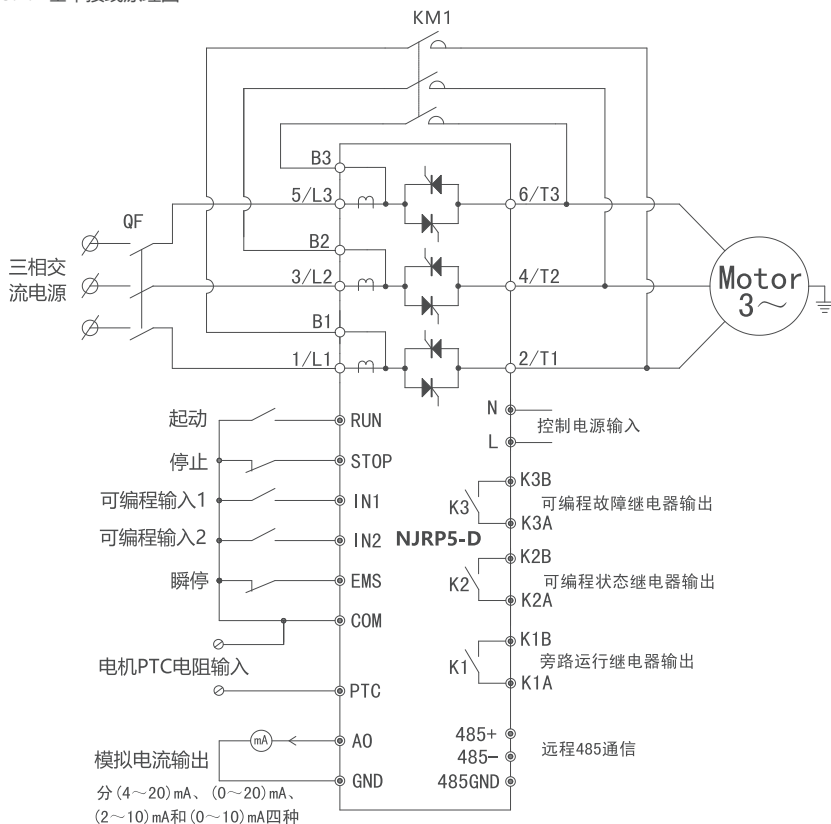 KM1
B3
5/L3
6/T3
QF
B2
三相交
流电源
3/L2
4/T2
Motor
3～
B1
1/L1
2/T1
N
控制电源输入
L
起动
RUN
停止
STOP
K3B
可编程输入1
IN1
K3
可编程故障继电器输出
K3A
可编程输入2
IN2
NJRP5-D
K2B
瞬停
EMS
K2
可编程状态继电器输出
K2A
COM
K1B
电机PTC电阻输入
K1
旁路运行继电器输出
K1A
PTC
mA
AO
485+
远程485通信
模拟电流输出
485-
GND
485GND
分(4～20)mA、(0～20)mA、
(2～10)mA和(0～10)mA四种